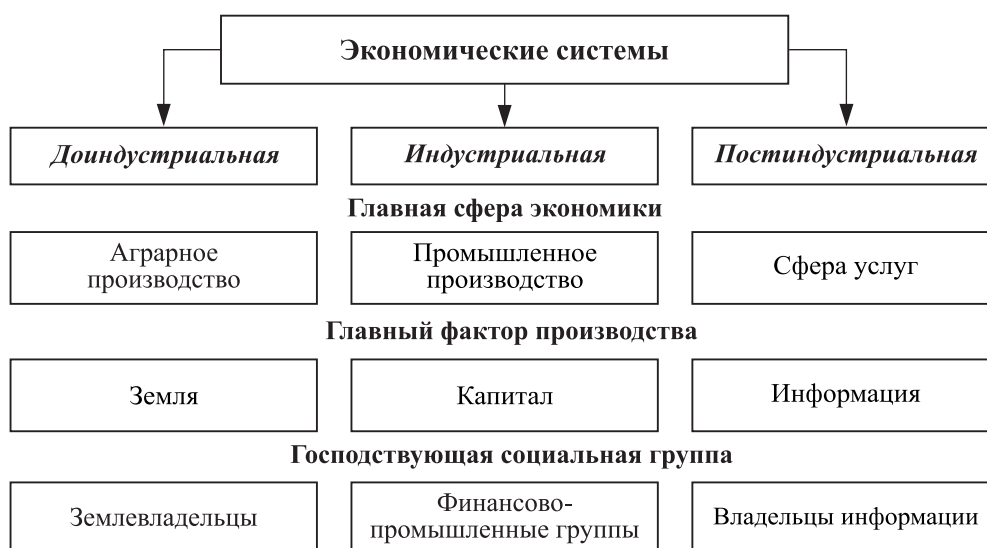 Экономические системы
Доиндустриальная
Индустриальная
Постиндустриальная
Главная сфера экономики
Аграрное
производство
Промышленное
производство
Сфера услуг
Главный фактор производства
Земля
Капитал
Информация
Господствующая социальная группа
Землевладельцы
Финансово-
промышленные группы
Владельцы информации